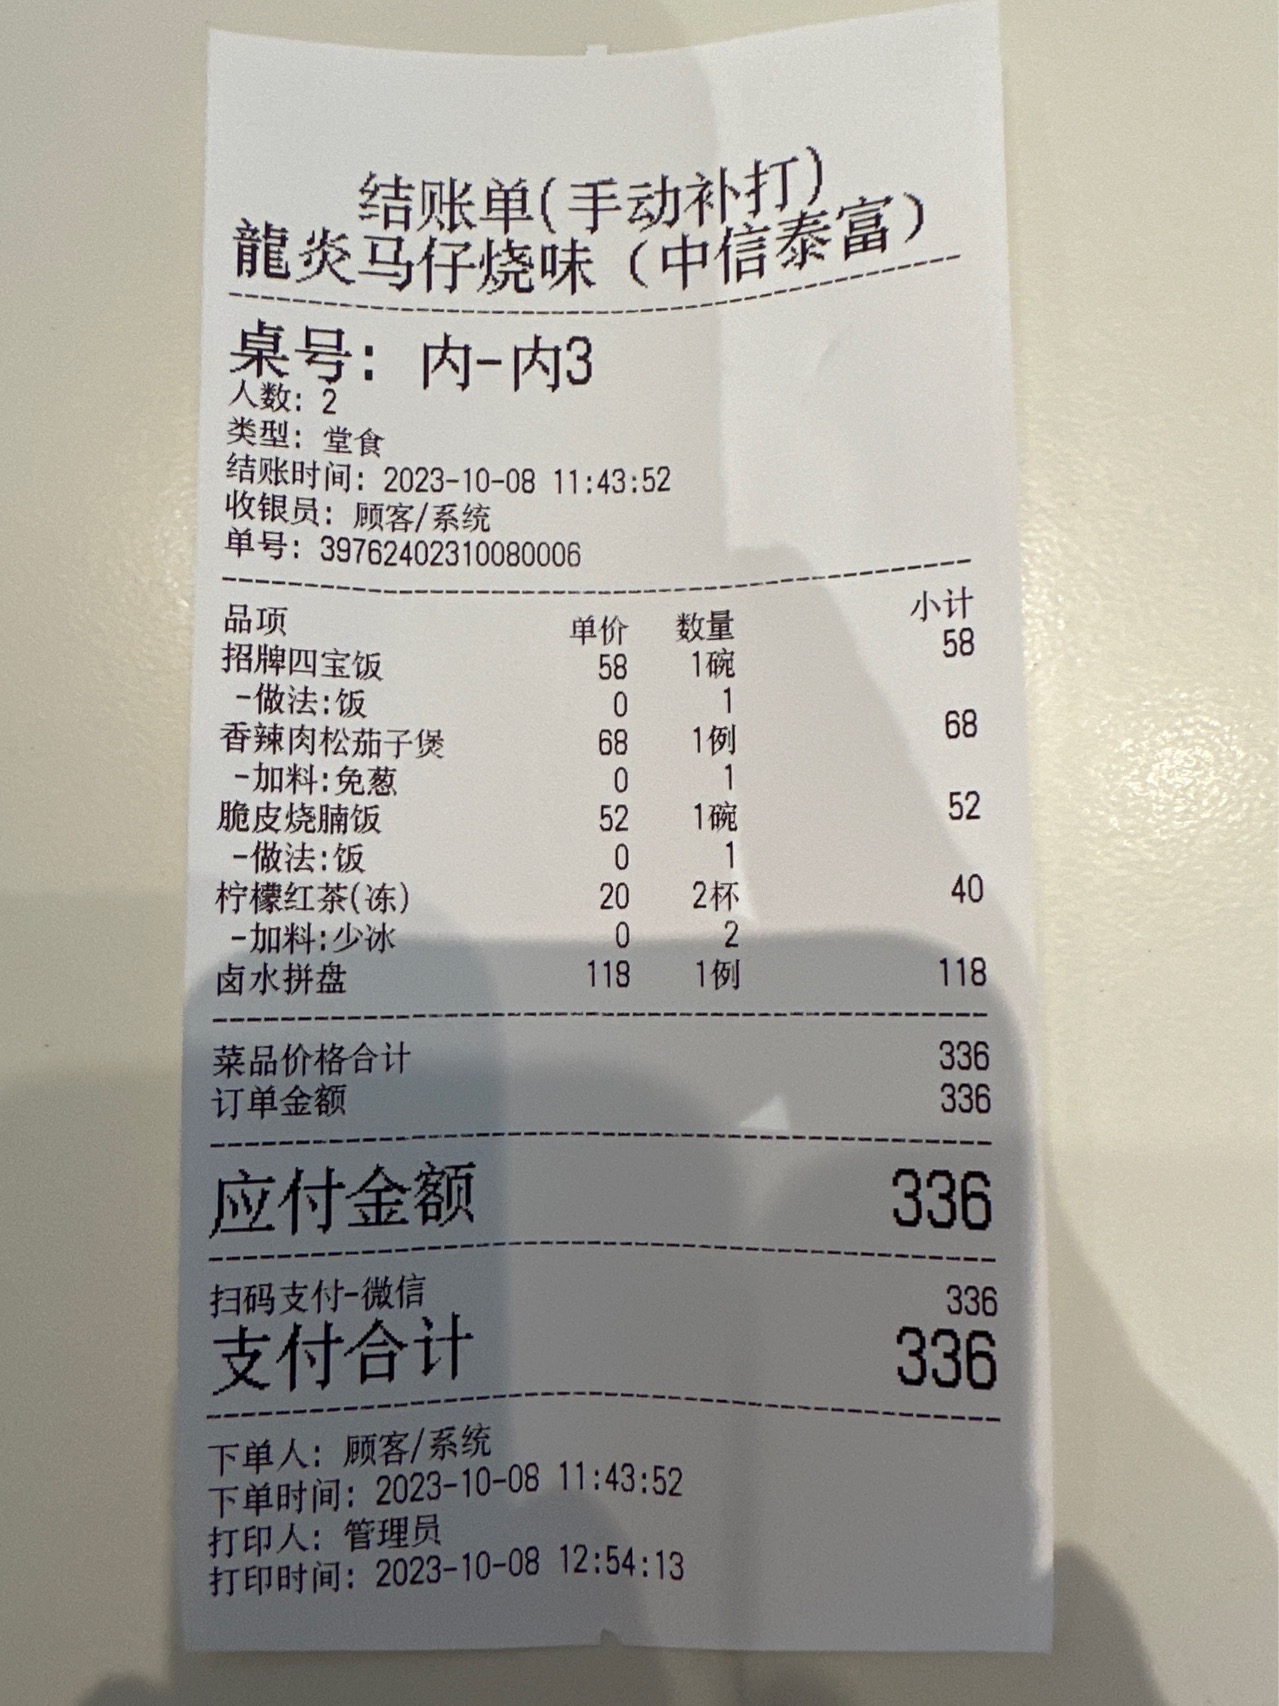 结账单(手动补打)
龍炎马仔烧味（中信泰富）
桌号: 内-内3
人数: 2
类型: 堂食
结账时间: 2023-10-08 11:43:52
收银员: 顾客/系统
单号: 39762402310080006
品项 单价 数量 小计
招牌四宝饭 58 1碗 58
-做法:饭 0 1
香辣肉松茄子煲 68 1例 68
-加料:免葱 0 1
脆皮烧腩饭 52 1碗 52
-做法:饭 0 1
柠檬红茶(冻) 20 2杯 40
-加料:少冰 0 2
卤水拼盘 118 1例 118
菜品价格合计 336
订单金额 336
应付金额 336
扫码支付-微信 336
支付合计 336
下单人: 顾客/系统
下单时间: 2023-10-08 11:43:52
打印人: 管理员
打印时间: 2023-10-08 12:54:13